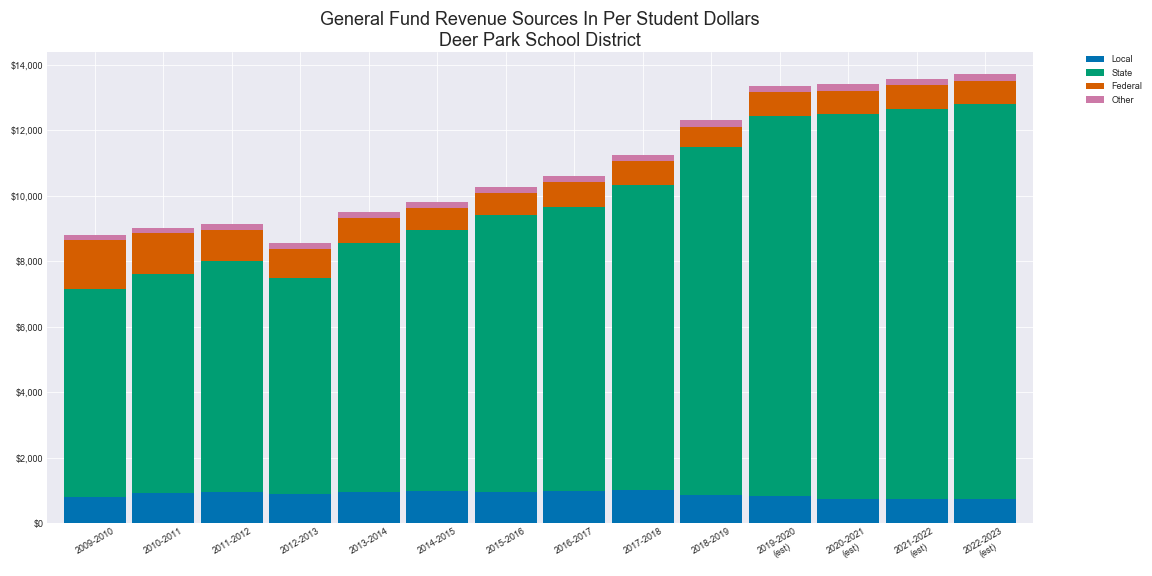 General Fund Revenue Sources In Per Student Dollars
Deer Park School District
Local
State
Federal
Other
$14,000
$12,000
$10,000
$8,000
$6,000
$4,000
$2,000
$0
2009-2010
2010-2011
2011-2012
2012-2013
2013-2014
2014-2015
2015-2016
2016-2017
2017-2018
2018-2019
2019-2020
(est)
2020-2021
(est)
2021-2022
(est)
2022-2023
(est)